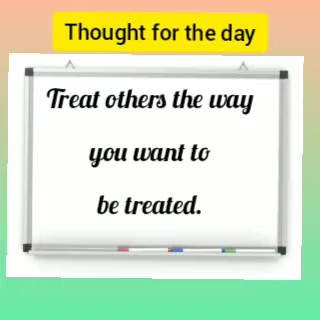 Thought for the day
Treat others the way
you want to
be treated.